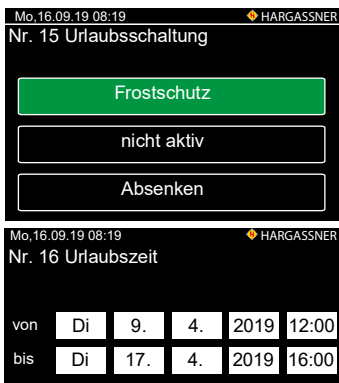 Mo,16.09.19 08:19 HARGASSNER
Nr. 15 Urlaubsschaltung
Frostschutz
nicht aktiv
Absenken
Mo,16.09.19 08:19 HARGASSNER
Nr. 16 Urlaubszeit
von Di 9. 4. 2019 12:00
bis Di 17. 4. 2019 16:00